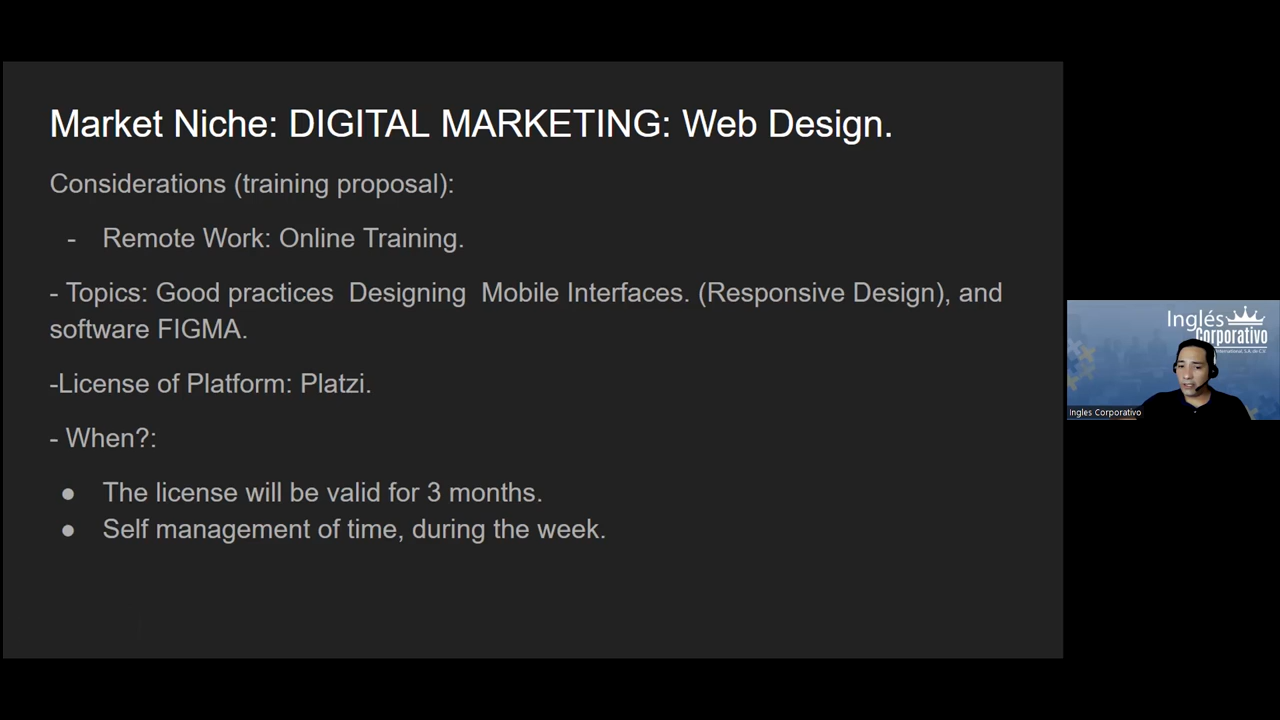 Market Niche: DIGITAL MARKETING: Web Design.
Considerations (training proposal):
- Remote Work: Online Training.
- Topics: Good practices  Designing  Mobile Interfaces. (Responsive Design), and
software FIGMA.
-License of Platform: Platzi.
- When?:
● The license will be valid for 3 months.
● Self management of time, during the week.
Inglés
Corporativo
International, S.A. de C.V.
Ingles Corporativo